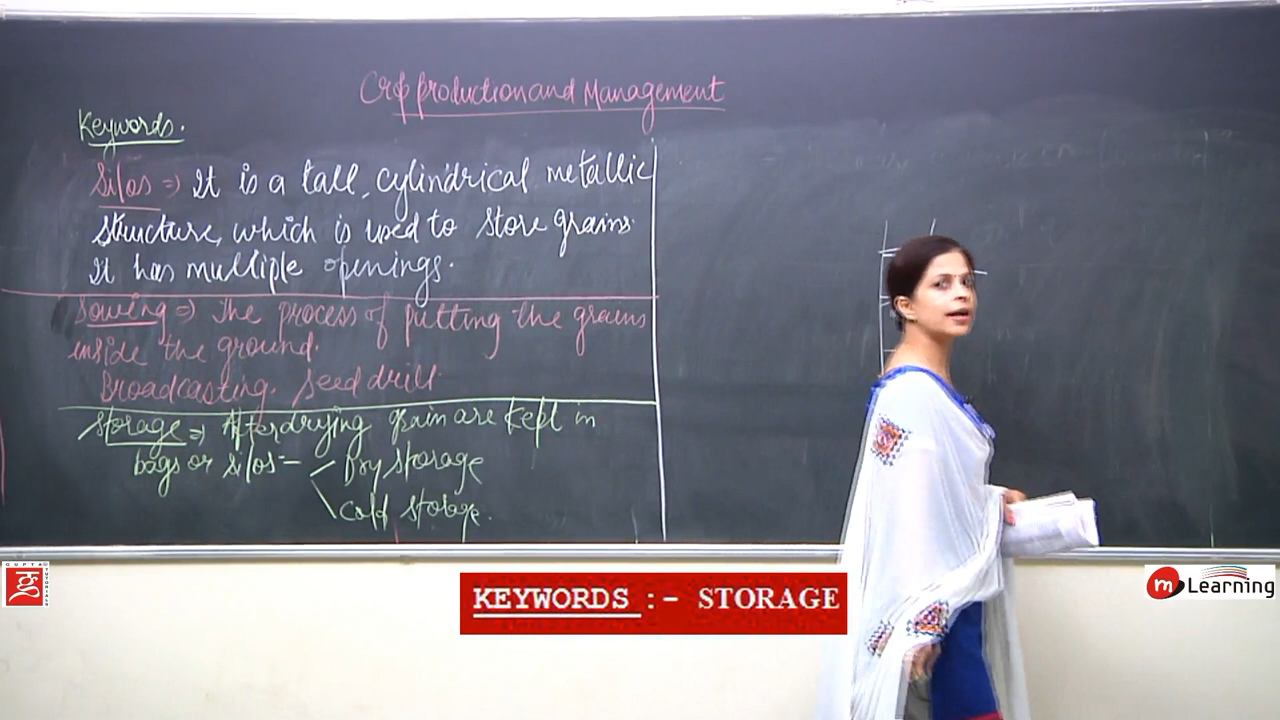 Crop production and Management
Keywords.
Silos => It is a tall, cylindrical metallic
structure, which is used to store grains.
It has multiple openings.
Sowing => The process of putting the grains
inside the ground.
Broadcasting. Seed drill.
Storage => After drying grain are kept in
bags or silos - Dry storage
Cold storage.
GUPTA TUTORIALS
KEYWORDS :- STORAGE
m Learning